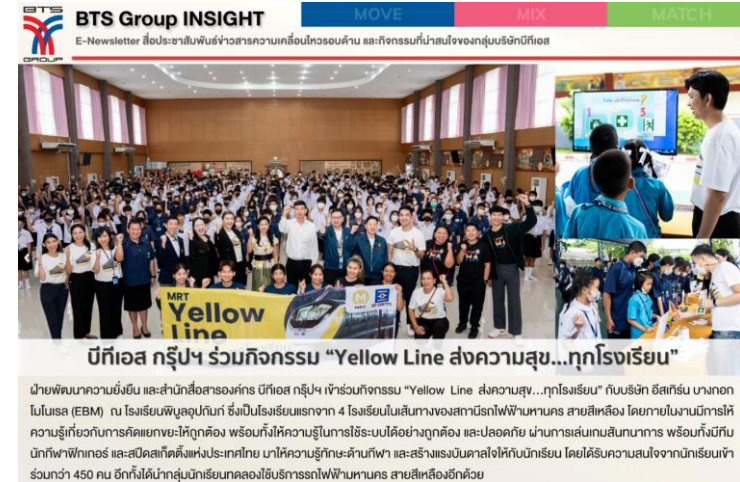 BTS
GROUP
BTS Group INSIGHT
MOVE
MIX
MATCH
E-Newsletter สื่อประชาสัมพันธ์ข่าวสารความเคลื่อนไหวรอบด้าน และกิจกรรมที่น่าสนใจของกลุ่มบริษัทบีทีเอส
MRT
Yellow
Line
บีทีเอส กรุ๊ปฯ ร่วมกิจกรรม “Yellow Line ส่งความสุข...ทุกโรงเรียน”
ฝ่ายพัฒนาความยั่งยืน และสำนักสื่อสารองค์กร บีทีเอส กรุ๊ปฯ เข้าร่วมกิจกรรม “Yellow Line ส่งความสุข...ทุกโรงเรียน” กับบริษัท อีสเทิร์น บางกอก
โมโนเรล (EBM) ณ โรงเรียนพิบูลอุปถัมภ์ ซึ่งเป็นโรงเรียนแรกจาก 4 โรงเรียนในเส้นทางของสถานีรถไฟฟ้ามหานคร สายสีเหลือง โดยภายในงานมีการให้
ความรู้เกี่ยวกับการคัดแยกขยะให้ถูกต้อง พร้อมทั้งให้ความรู้ในการใช้ระบบได้อย่างถูกต้อง และปลอดภัย ผ่านการเล่นเกมสันทนาการ พร้อมทั้งมีทีม
นักกีฬาฟิกเกอร์ และสปีดสเก็ตติ้งแห่งประเทศไทย มาให้ความรู้ทักษะด้านกีฬา และสร้างแรงบันดาลใจให้กับนักเรียน โดยได้รับความสนใจจากนักเรียนเข้า
ร่วมกว่า 450 คน อีกทั้งได้นำกลุ่มนักเรียนทดลองใช้บริการรถไฟฟ้ามหานคร สายสีเหลืองอีกด้วย